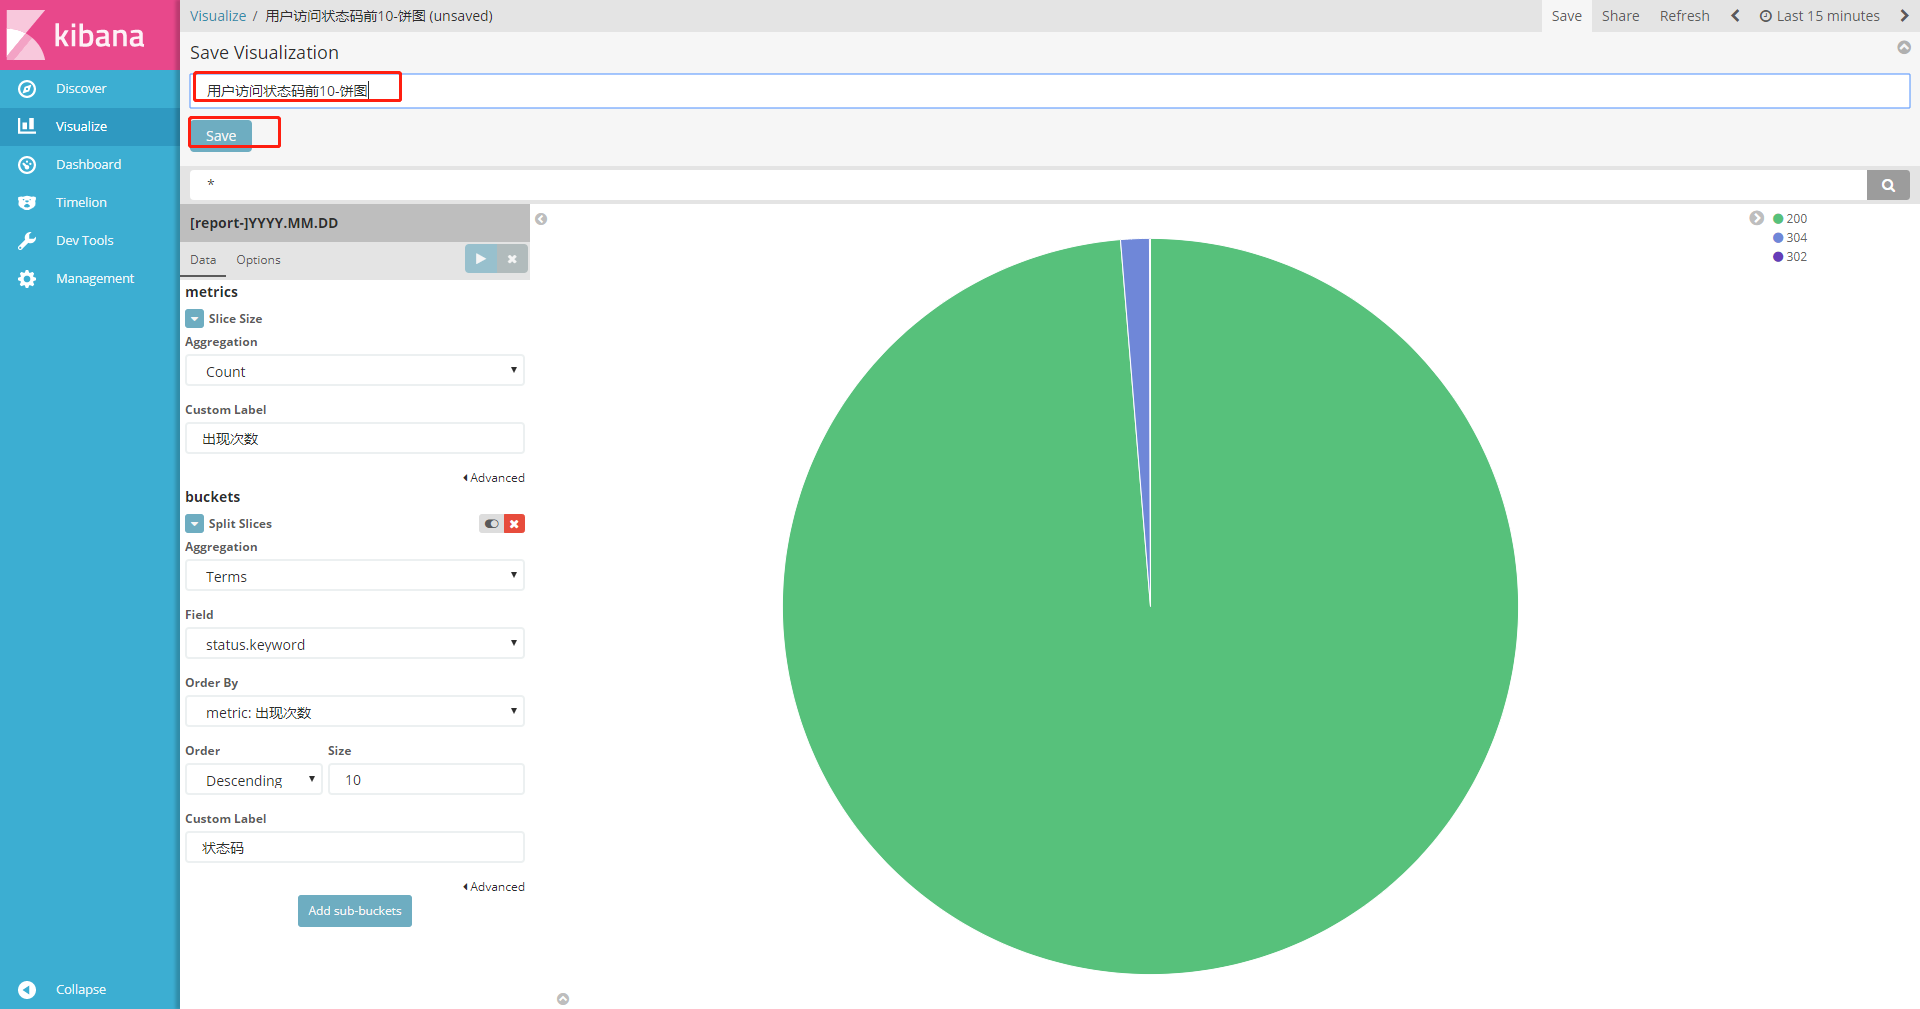 kibana
Discover
Visualize
Dashboard
Timelion
Dev Tools
Management
Collapse
Visualize / 用户访问状态码前10-饼图 (unsaved)
Save Share Refresh Last 15 minutes
Save Visualization
用户访问状态码前10-饼图
Save
*
[report-]YYYY.MM.DD
Data Options
metrics
Slice Size
Aggregation
Count
Custom Label
出现次数
Advanced
buckets
Split Slices
Aggregation
Terms
Field
status.keyword
Order By
metric: 出现次数
Order Size
Descending 10
Custom Label
状态码
Advanced
Add sub-buckets
200
304
302